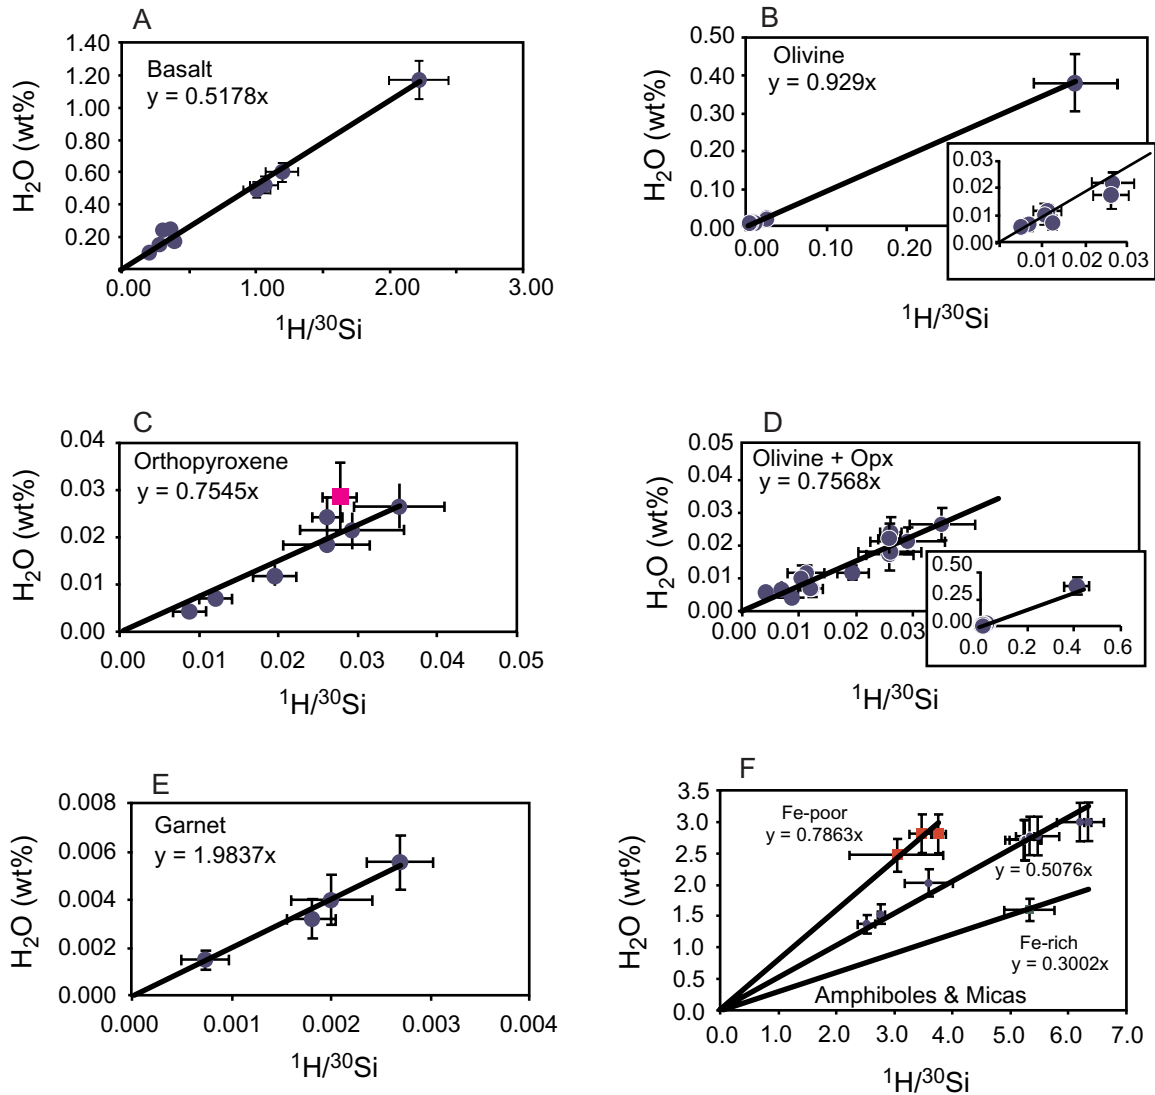 A
1.40
1.20
1.00
0.80
0.60
0.40
0.20
H2O (wt%)
Basalt
y = 0.5178x
0.00 1.00 2.00 3.00
1H/30Si
B
0.50
0.40
0.30
0.20
0.10
0.00
H2O (wt%)
Olivine
y = 0.929x
0.10 0.20
0.03
0.02
0.01
0.00
0.01 0.02 0.03
1H/30Si
C
0.04
0.03
0.02
0.01
0.00
H2O (wt%)
Orthopyroxene
y = 0.7545x
0.00 0.01 0.02 0.03 0.04 0.05
1H/30Si
D
0.05
0.04
0.03
0.02
0.01
0.00
H2O (wt%)
Olivine + Opx
y = 0.7568x
0.00 0.01 0.02 0.03
0.50
0.25
0.00
0.0 0.2 0.4 0.6
1H/30Si
E
0.008
0.006
0.004
0.002
0.000
H2O (wt%)
Garnet
y = 1.9837x
0.000 0.001 0.002 0.003 0.004
1H/30Si
F
3.5
3.0
2.5
2.0
1.5
1.0
0.5
0.0
H2O (wt%)
Fe-poor
y = 0.7863x
y = 0.5076x
Fe-rich
y = 0.3002x
Amphiboles & Micas
0.0 1.0 2.0 3.0 4.0 5.0 6.0 7.0
1H/30Si